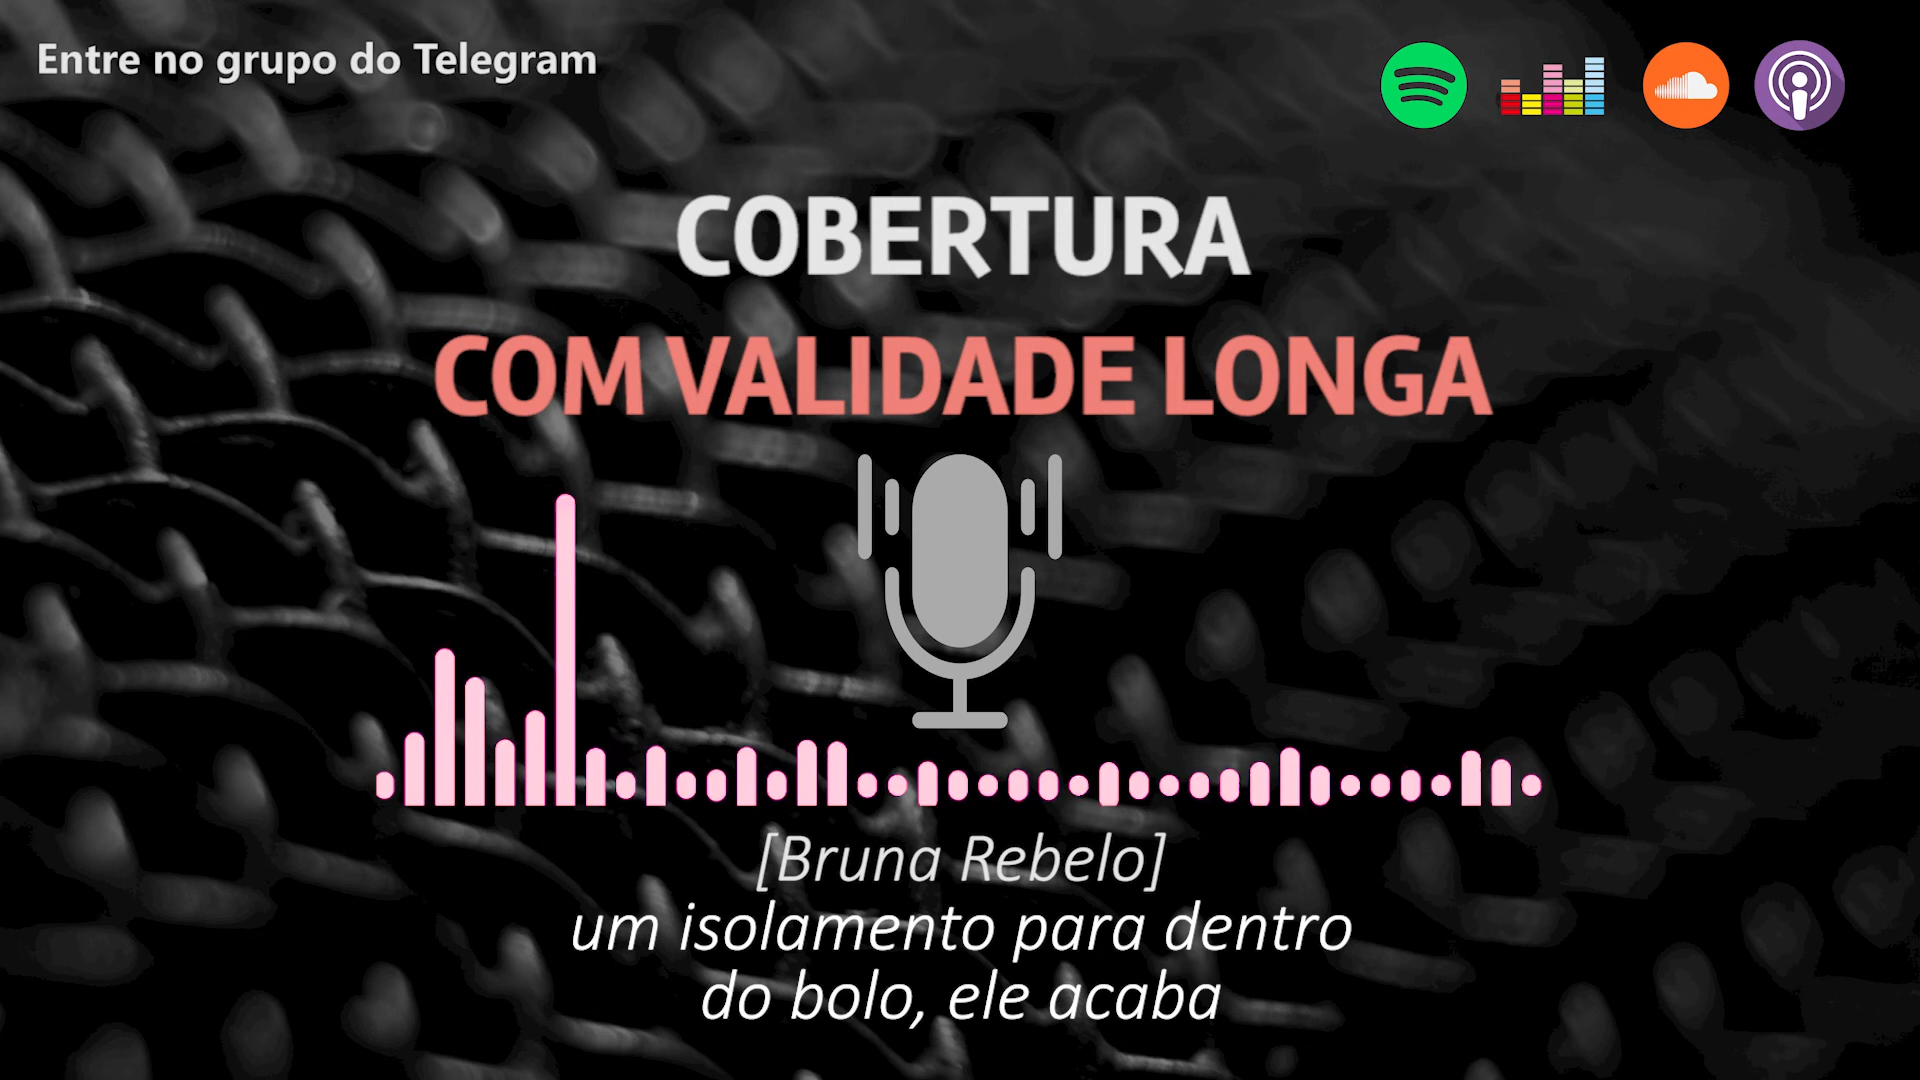 Entre no grupo do Telegram
COBERTURA
COM VALIDADE LONGA
[Bruna Rebelo]
um isolamento para dentro
do bolo, ele acaba